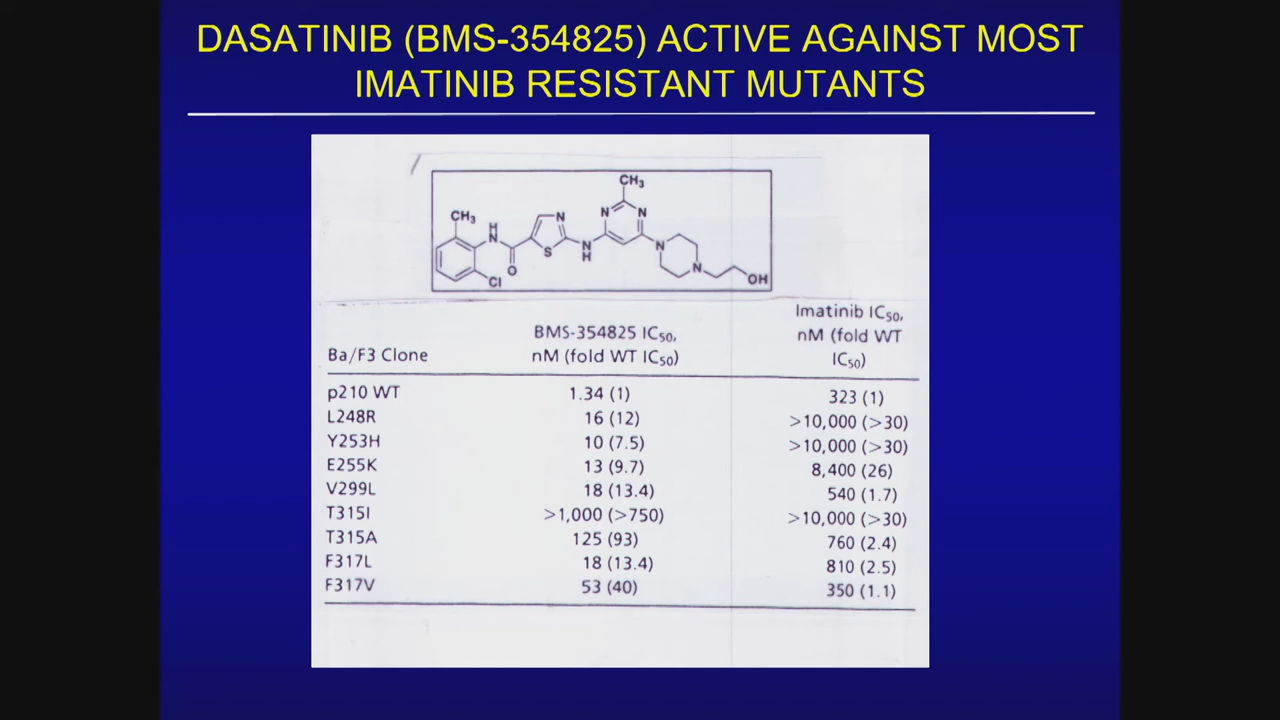 DASATINIB (BMS-354825) ACTIVE AGAINST MOST
IMATINIB RESISTANT MUTANTS
CH₃
N N
CH₃ H N N
N S N H N
O
Cl N OH
Ba/F3 Clone BMS-354825 IC₅₀, nM (fold WT IC₅₀) Imatinib IC₅₀, nM (fold WT IC₅₀)
p210 WT 1.34 (1) 323 (1)
L248R 16 (12) >10,000 (>30)
Y253H 10 (7.5) >10,000 (>30)
E255K 13 (9.7) 8,400 (26)
V299L 18 (13.4) 540 (1.7)
T315I >1,000 (>750) >10,000 (>30)
T315A 125 (93) 760 (2.4)
F317L 18 (13.4) 810 (2.5)
F317V 53 (40) 350 (1.1)